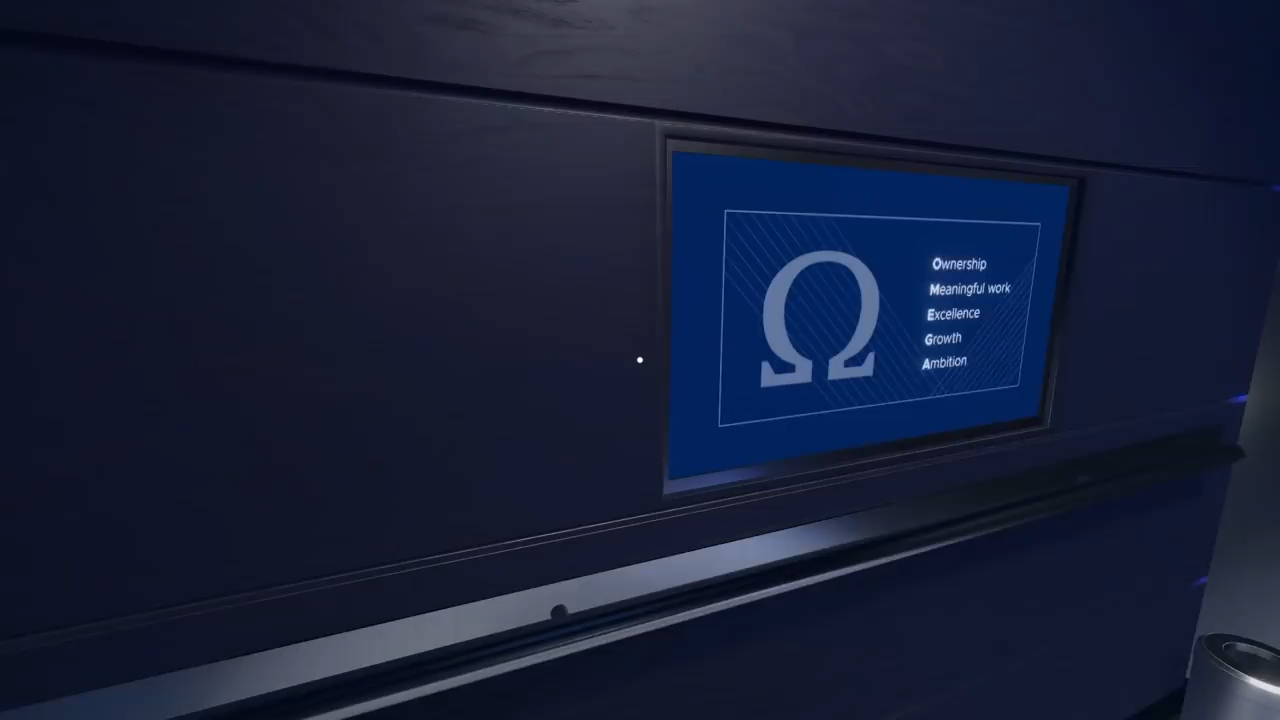 Ω
Ownership
Meaningful work
Excellence
Growth
Ambition